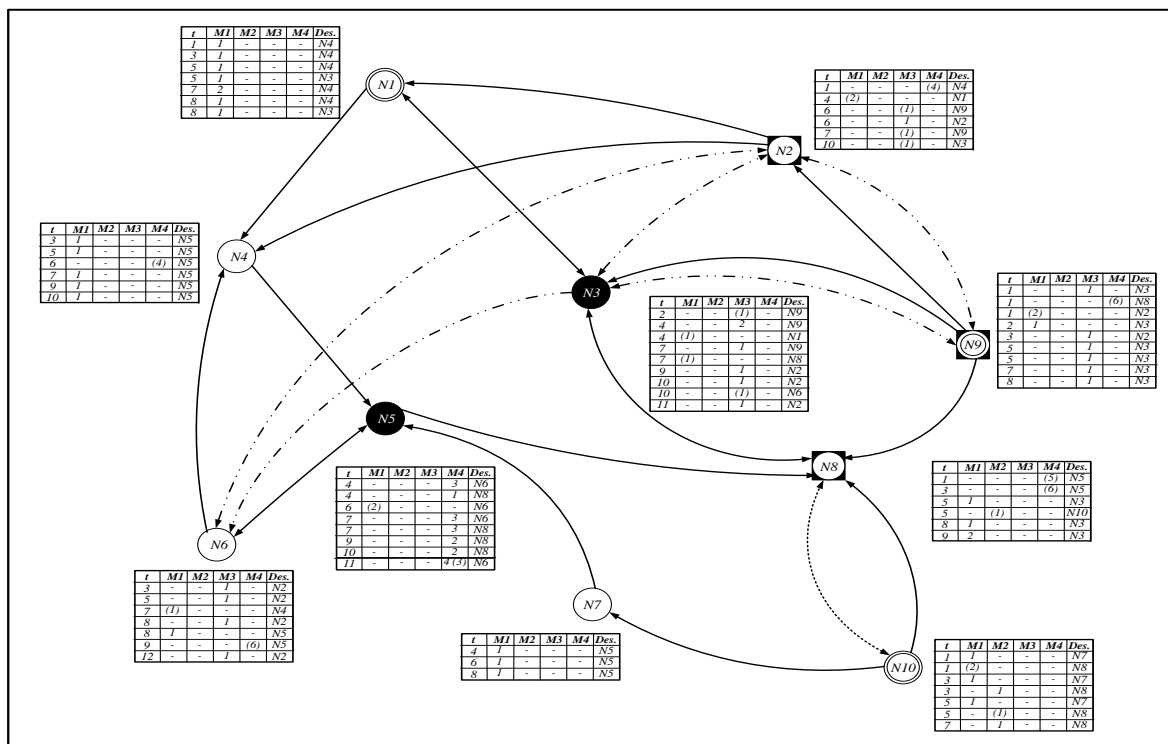 t M1 M2 M3 M4 Des.
1 1 - - - N4
3 1 - - - N4
5 1 - - - N4
5 1 - - - N3
7 2 - - - N4
8 1 - - - N4
8 1 - - - N3
N1
t M1 M2 M3 M4 Des.
1 - - - (4) N4
4 (2) - - - N1
6 - - (1) - N9
6 - - 1 - N2
7 - - (1) - N9
10 - - (1) - N3
N2
t M1 M2 M3 M4 Des.
3 1 - - - N5
5 1 - - - N5
6 - - - (4) N5
7 1 - - - N5
9 1 - - - N5
10 1 - - - N5
N4
N3
t M1 M2 M3 M4 Des.
2 - - (1) - N9
4 - - 2 - N9
4 (1) - - - N1
7 - - 1 - N9
7 (1) - - - N8
9 - - 1 - N2
10 - - 1 - N2
10 - - (1) - N6
11 - - 1 - N2
N9
t M1 M2 M3 M4 Des.
1 - - 1 - N3
1 - - - (6) N8
1 (2) - - - N2
2 1 - - - N3
3 - - 1 - N2
5 - - 1 - N3
5 - - 1 - N3
7 - - 1 - N3
8 - - 1 - N3
N5
t M1 M2 M3 M4 Des.
4 - - - 3 N6
4 - - - 1 N8
6 (2) - - - N6
7 - - - 3 N6
7 - - - 3 N8
9 - - - 2 N8
10 - - - 2 N8
11 - - - 4 (3) N6
N8
t M1 M2 M3 M4 Des.
1 - - - (5) N5
3 - - - (6) N5
5 1 - - - N3
5 - (1) - - N10
8 1 - - - N3
9 2 - - - N3
N6
t M1 M2 M3 M4 Des.
3 - - 1 - N2
5 - - 1 - N2
7 (1) - - - N4
8 - - 1 - N2
8 1 - - - N5
9 - - - (6) N5
12 - - 1 - N2
N7
t M1 M2 M3 M4 Des.
4 1 - - - N5
6 1 - - - N5
8 1 - - - N5
N10
t M1 M2 M3 M4 Des.
1 1 - - - N7
1 (2) - - - N8
3 1 - - - N7
3 - 1 - - N8
5 1 - - - N7
5 - (1) - - N8
7 - 1 - - N8